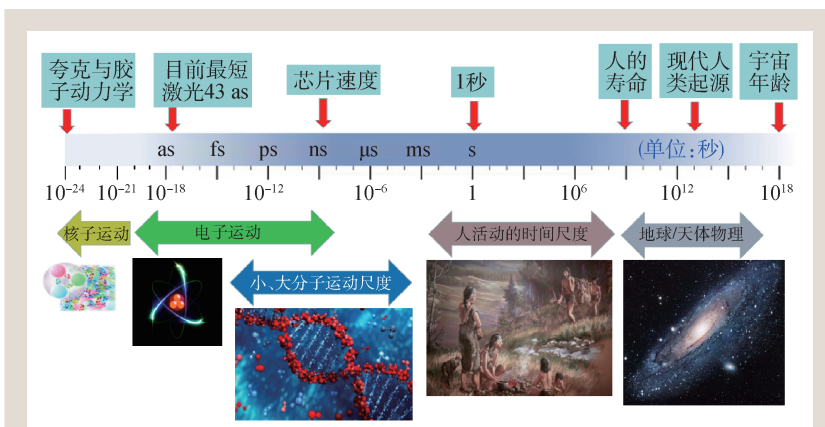 夸克与胶
子动力学
目前最短
激光43 as
芯片速度
1秒
人的
寿命
现代人
类起源
宇宙
年龄
as fs ps ns μs ms s (单位:秒)
10⁻²⁴ 10⁻²¹ 10⁻¹⁸ 10⁻¹² 10⁻⁶ 1 10⁶ 10¹² 10¹⁸
核子运动
电子运动
人活动的时间尺度
地球/天体物理
小、大分子运动尺度